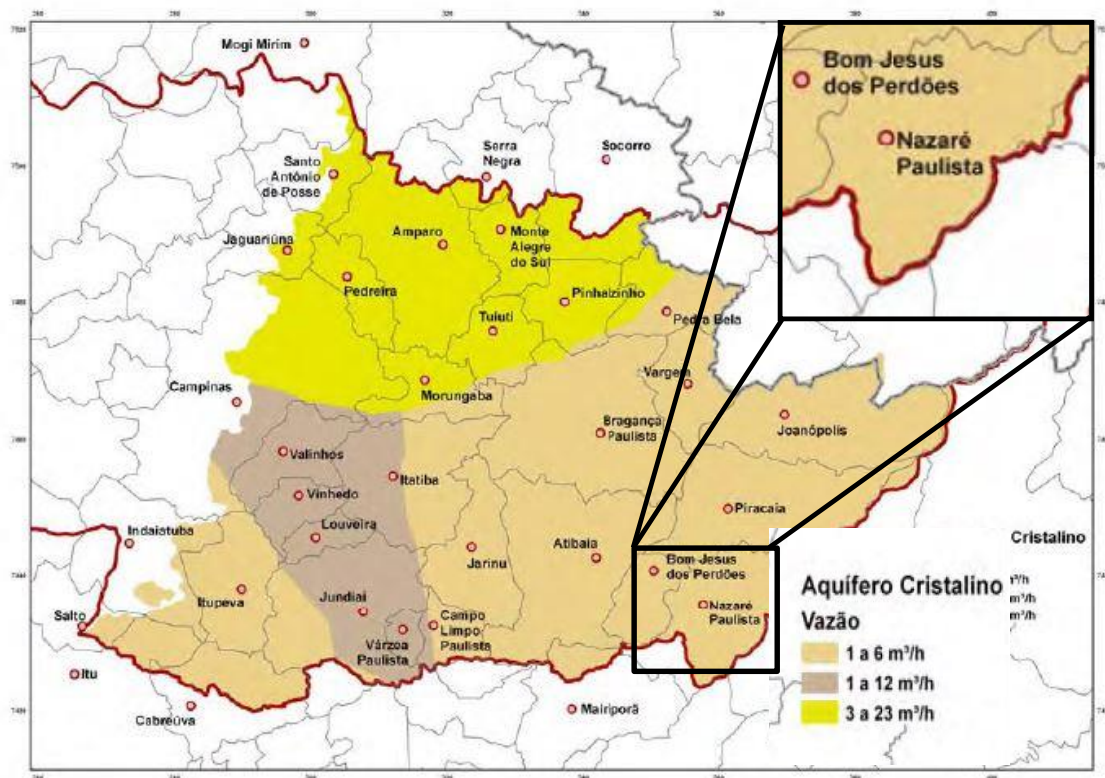 Mogi Mirim
Bom Jesus
dos Perdões
Nazaré
Paulista
Serra
Negra
Socorro
Santo
Antônio
de Posse
Jaguariúna
Amparo
Monte
Alegre
do Sul
Pedreira
Pinhalzinho
Tuiuti
Pedra Bela
Campinas
Morungaba
Vargem
Bragança
Paulista
Joanópolis
Valinhos
Itatiba
Vinhedo
Louveira
Piracaia
Indaiatuba
Jarinu
Atibaia
Bom Jesus
dos Perdões
Cristalino
Itupeva
Jundiaí
Nazaré
Paulista
Salto
Campo
Limpo
Paulista
Várzea
Paulista
Itu
Cabreúva
Mairiporã
Aquífero Cristalino
Vazão
1 a 6 m³/h
1 a 12 m³/h
3 a 23 m³/h
m³/h
m³/h